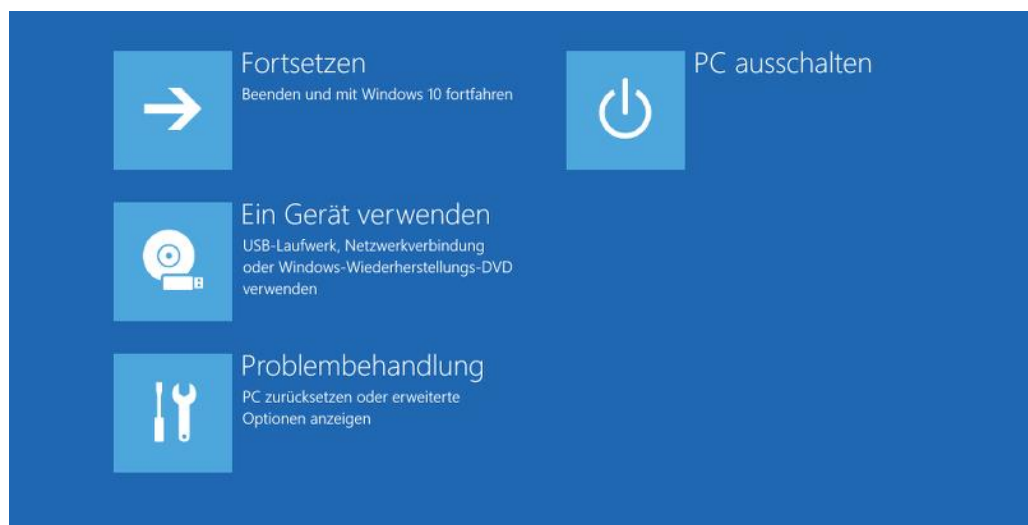 Fortsetzen
Beenden und mit Windows 10 fortfahren
PC ausschalten
Ein Gerät verwenden
USB-Laufwerk, Netzwerkverbindung
oder Windows-Wiederherstellungs-DVD
verwenden
Problembehandlung
PC zurücksetzen oder erweiterte
Optionen anzeigen